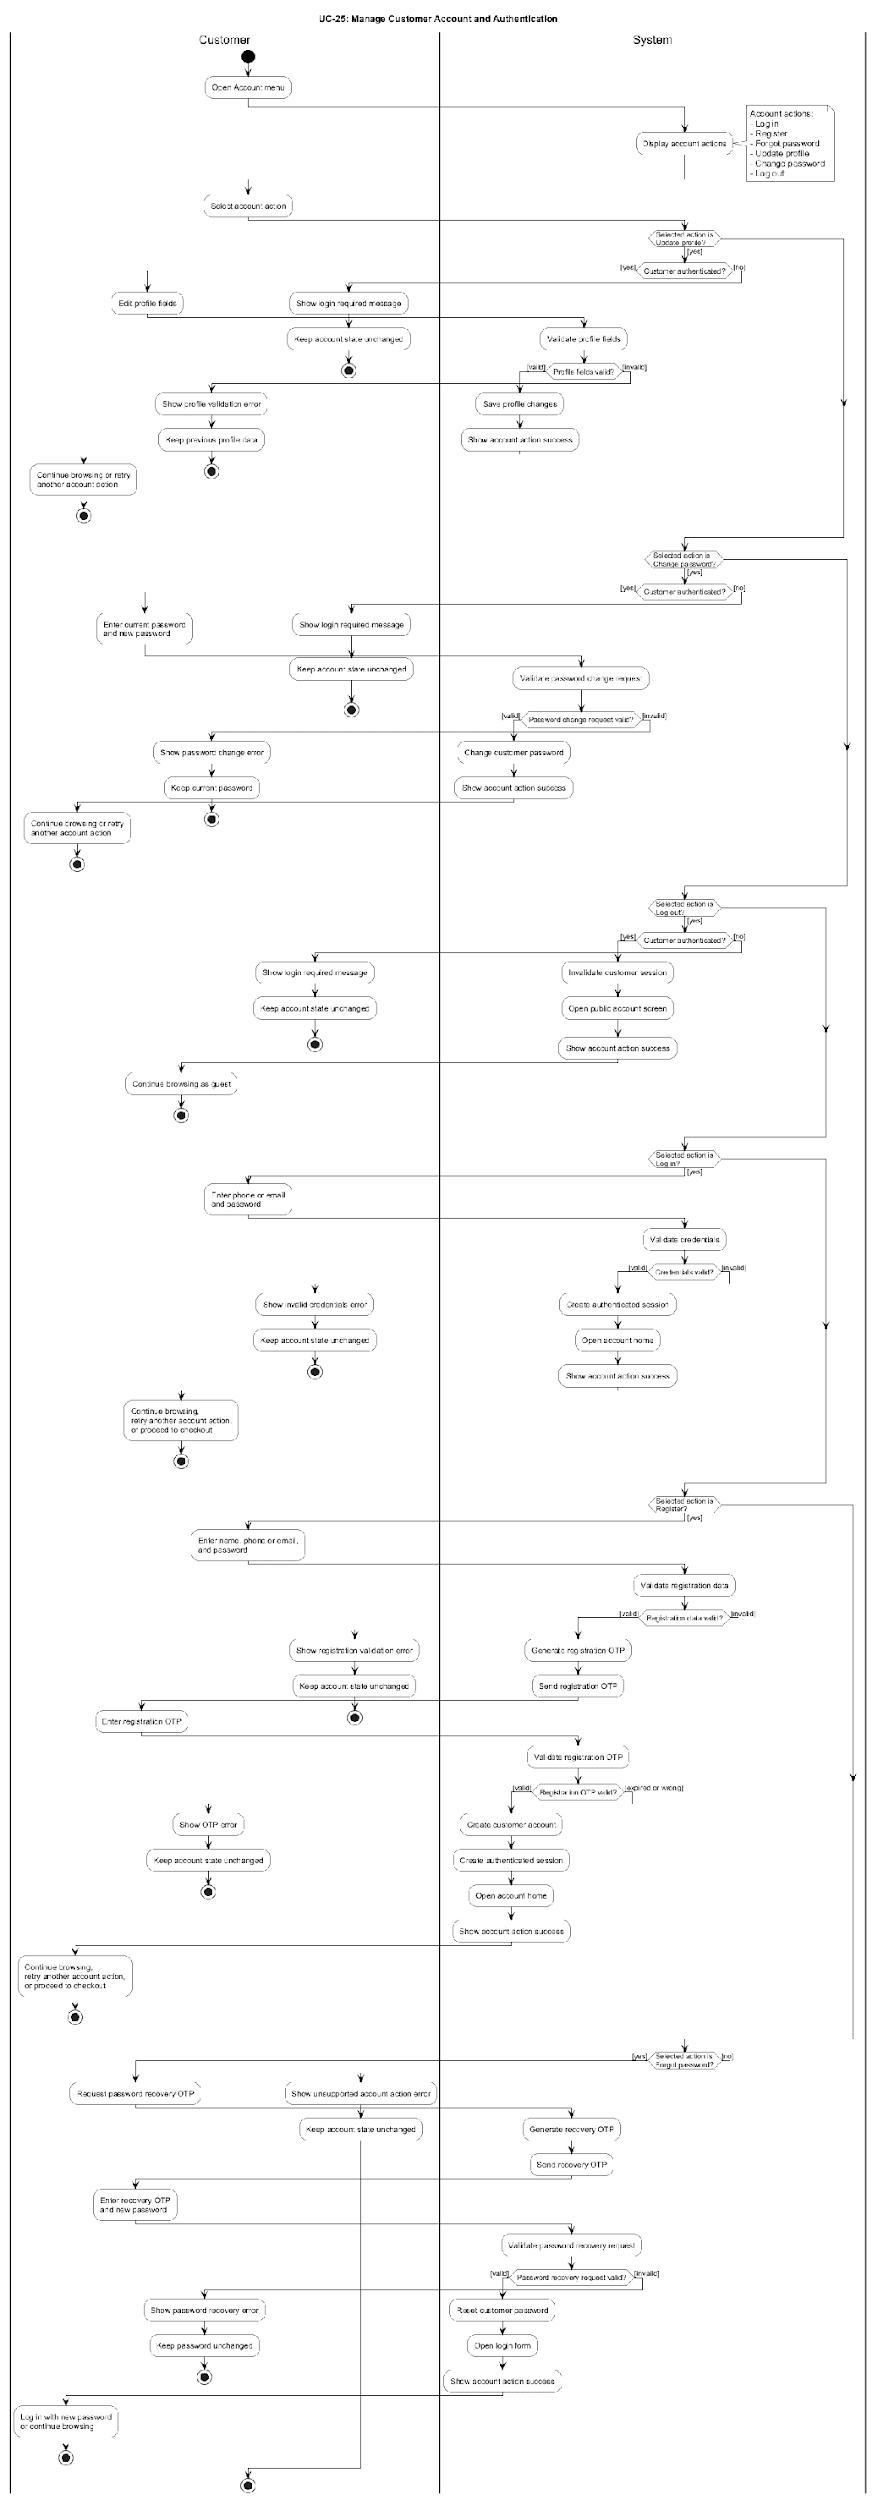 UC-25: Manage Customer Account and Authentication
Customer
System
Open Account menu
Display account actions
Account actions:
- Log in
- Register
- Forgot password
- Update profile
- Change password
- Log out
Select account action
Selected action is
Update profile?
[yes]
[yes]
Customer authenticated?
[no]
Edit profile fields
Show login required message
Keep account state unchanged
Validate profile fields
[valid]
Profile fields valid?
[invalid]
Show profile validation error
Save profile changes
Keep previous profile data
Show account action success
Continue browsing or retry
another account action
Selected action is
Change password?
[yes]
[yes]
Customer authenticated?
[no]
Enter current password
and new password
Show login required message
Keep account state unchanged
Validate password change request
[valid]
Password change request valid?
[invalid]
Show password change error
Change customer password
Keep current password
Show account action success
Continue browsing or retry
another account action
Selected action is
Log out?
[yes]
[yes]
Customer authenticated?
[no]
Show login required message
Invalidate customer session
Keep account state unchanged
Open public account screen
Show account action success
Continue browsing as guest
Selected action is
Log in?
[yes]
Enter phone or email
and password
Validate credentials
[valid]
Credentials valid?
[invalid]
Show invalid credentials error
Create authenticated session
Keep account state unchanged
Open account home
Show account action success
Continue browsing,
retry another account action,
or proceed to checkout
Selected action is
Register?
[yes]
Enter name, phone or email,
and password
Validate registration data
[valid]
Registration data valid?
[invalid]
Show registration validation error
Generate registration OTP
Keep account state unchanged
Send registration OTP
Enter registration OTP
Validate registration OTP
[valid]
Registration OTP valid?
[expired or wrong]
Show OTP error
Create customer account
Keep account state unchanged
Create authenticated session
Open account home
Show account action success
Continue browsing,
retry another account action,
or proceed to checkout
[yes]
Selected action is
Forgot password?
[no]
Request password recovery OTP
Show unsupported account action error
Keep account state unchanged
Generate recovery OTP
Send recovery OTP
Enter recovery OTP
and new password
Validate password recovery request
[valid]
Password recovery request valid?
[invalid]
Show password recovery error
Reset customer password
Keep password unchanged
Open login form
Show account action success
Log in with new password
or continue browsing